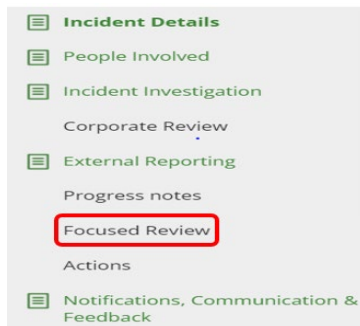 Incident Details
People Involved
Incident Investigation
Corporate Review
External Reporting
Progress notes
Focused Review
Actions
Notifications, Communication &
Feedback